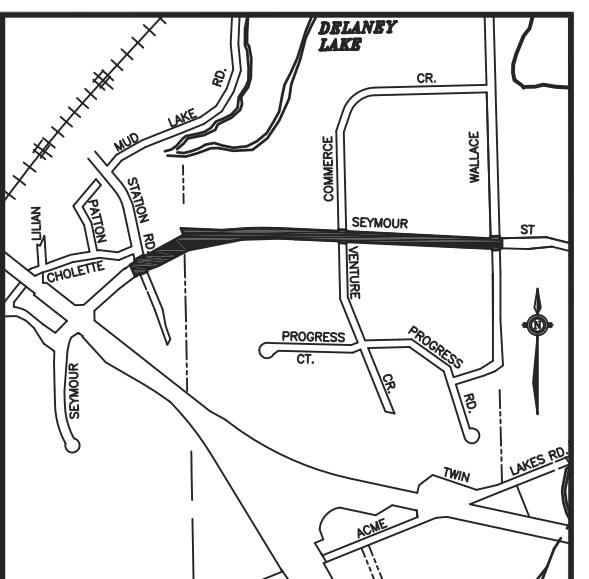 DELANEY
LAKE
CR.
RD.
LAKE
MUD
WALLACE
COMMERCE
STATION RD.
PATTON
LILIAN
SEYMOUR
ST
CHOLETTE
VENTURE
N
PROGRESS
CT.
PROGRESS
RD.
CR.
SEYMOUR
TWIN
LAKES RD.
ACME